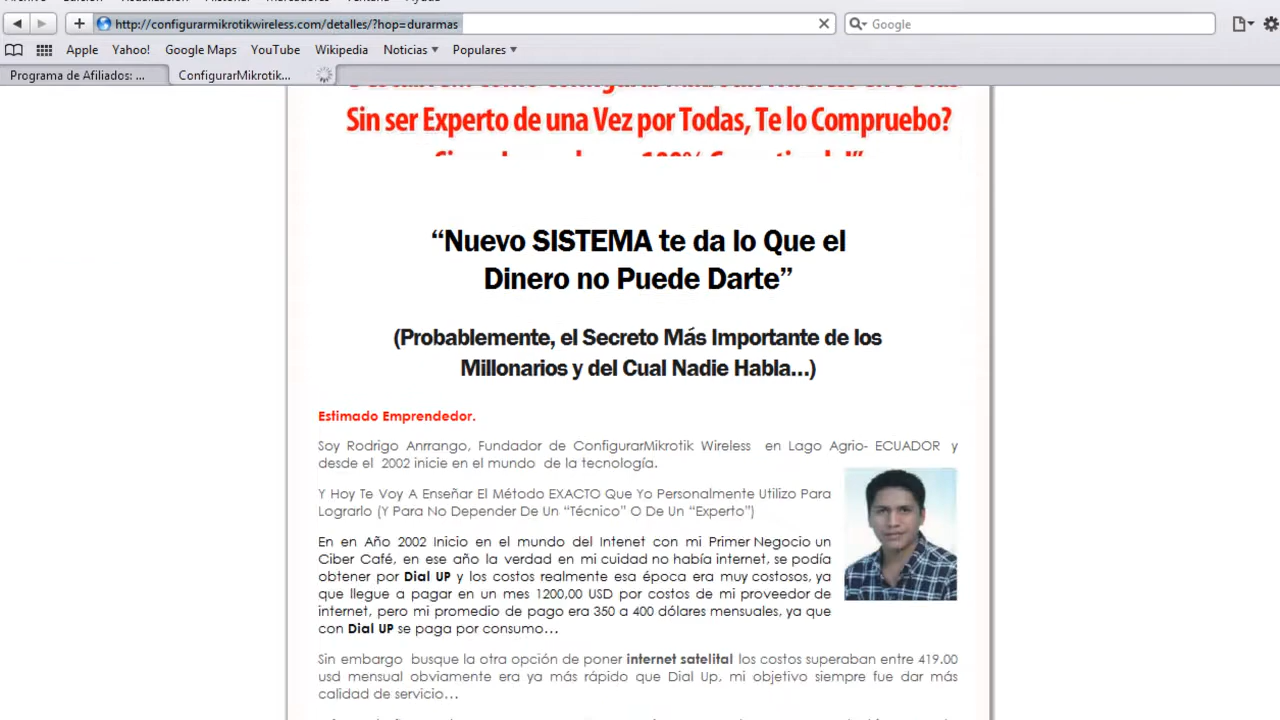 Archivo Edición Visualización Historial Marcadores Ventana Ayuda
http://configurarmikrotikwireless.com/detalles/?hop=durarmas
Google
Apple Yahoo! Google Maps YouTube Wikipedia Noticias Populares
Programa de Afiliados: ... ConfigurarMikrotik...
Sin ser Experto de una Vez por Todas, Te lo Compruebo?
“Nuevo SISTEMA te da lo Que el
Dinero no Puede Darte”
(Probablemente, el Secreto Más Importante de los
Millonarios y del Cual Nadie Habla...)
Estimado Emprendedor.
Soy Rodrigo Anrrango, Fundador de ConfigurarMikrotik Wireless en Lago Agrio- ECUADOR y
desde el 2002 inicie en el mundo de la tecnología.
Y Hoy Te Voy A Enseñar El Método EXACTO Que Yo Personalmente Utilizo Para
Lograrlo (Y Para No Depender De Un “Técnico” O De Un “Experto”)
En en Año 2002 Inicio en el mundo del Intenet con mi Primer Negocio un
Ciber Café, en ese año la verdad en mi cuidad no había internet, se podía
obtener por Dial UP y los costos realmente esa época era muy costosos, ya
que llegue a pagar en un mes 1200,00 USD por costos de mi proveedor de
internet, pero mi promedio de pago era 350 a 400 dólares mensuales, ya que
con Dial UP se paga por consumo...
Sin embargo busque la otra opción de poner internet satelital los costos superaban entre 419.00
usd mensual obviamente era ya más rápido que Dial Up, mi objetivo siempre fue dar más
calidad de servicio...